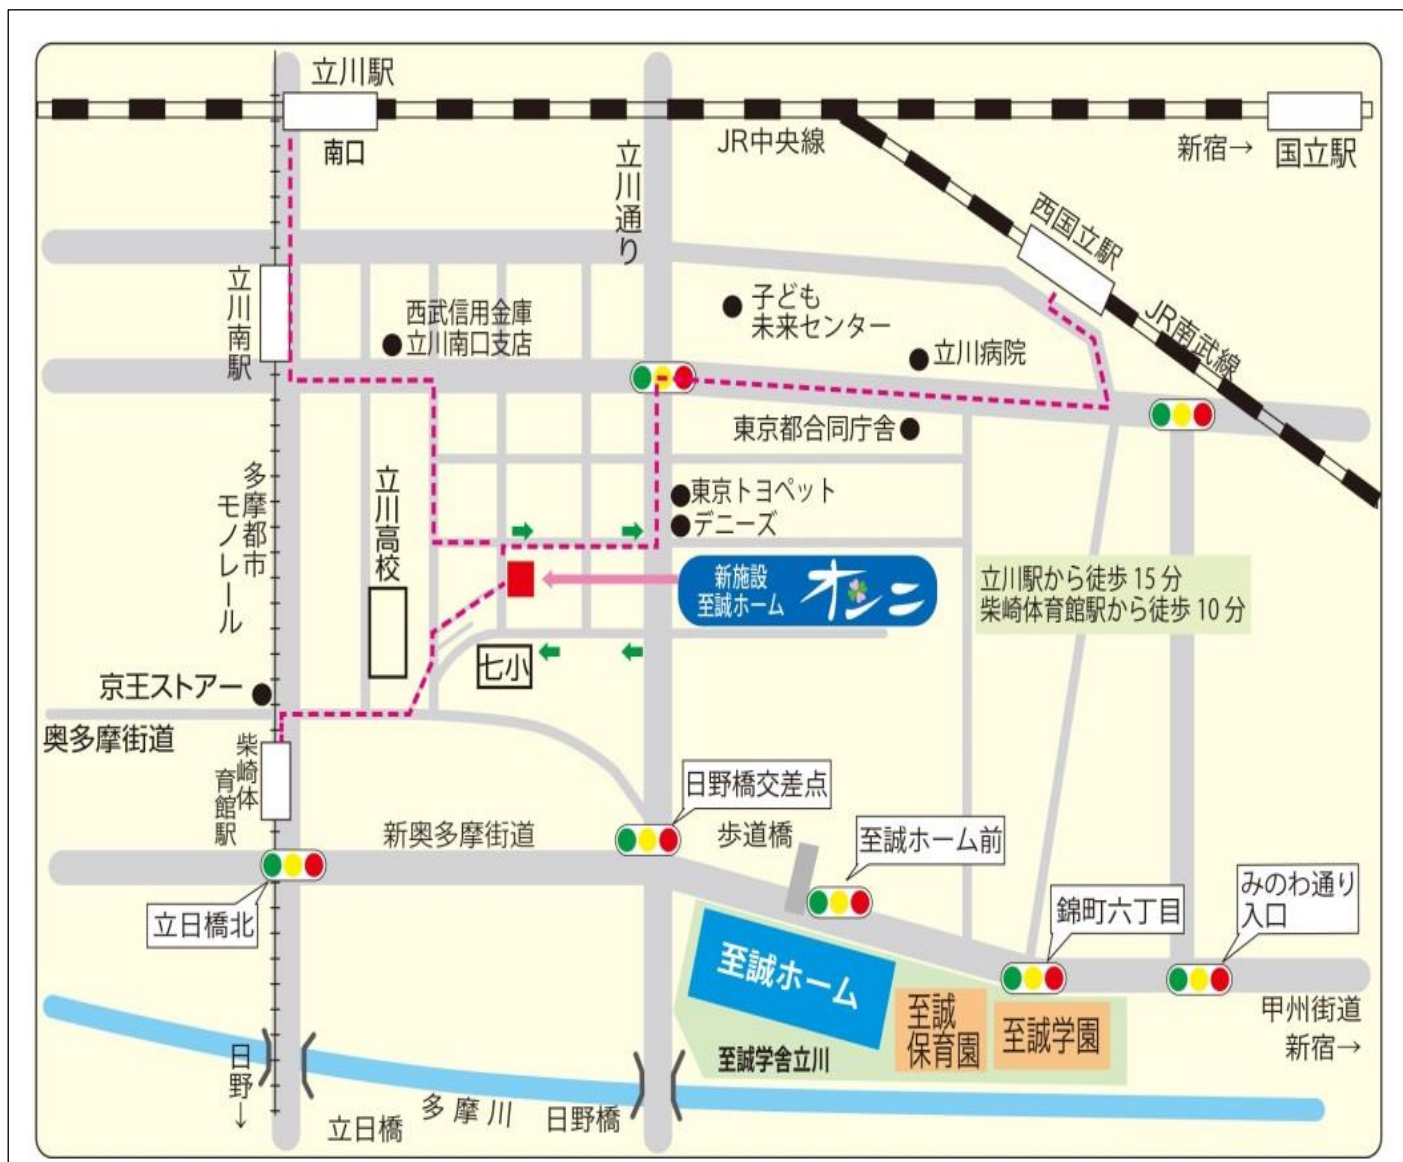 立川駅
南口
立川通り
JR中央線
新宿→
国立駅
西国立駅
JR南武線
立川南駅
西武信用金庫
立川南口支店
子ども
未来センター
立川病院
東京都合同庁舎
多摩都市
モノレール
立川高校
東京トヨペット
デニーズ
新施設
至誠ホーム
オンニ
立川駅から徒歩15分
柴崎体育館駅から徒歩10分
七小
京王ストアー
奥多摩街道
柴崎体
育館駅
新奥多摩街道
日野橋交差点
歩道橋
至誠ホーム前
立日橋北
錦町六丁目
みのわ通り
入口
至誠ホーム
至誠
保育園
至誠学園
至誠学舎立川
甲州街道
新宿→
日野↓
立日橋
多摩川
日野橋